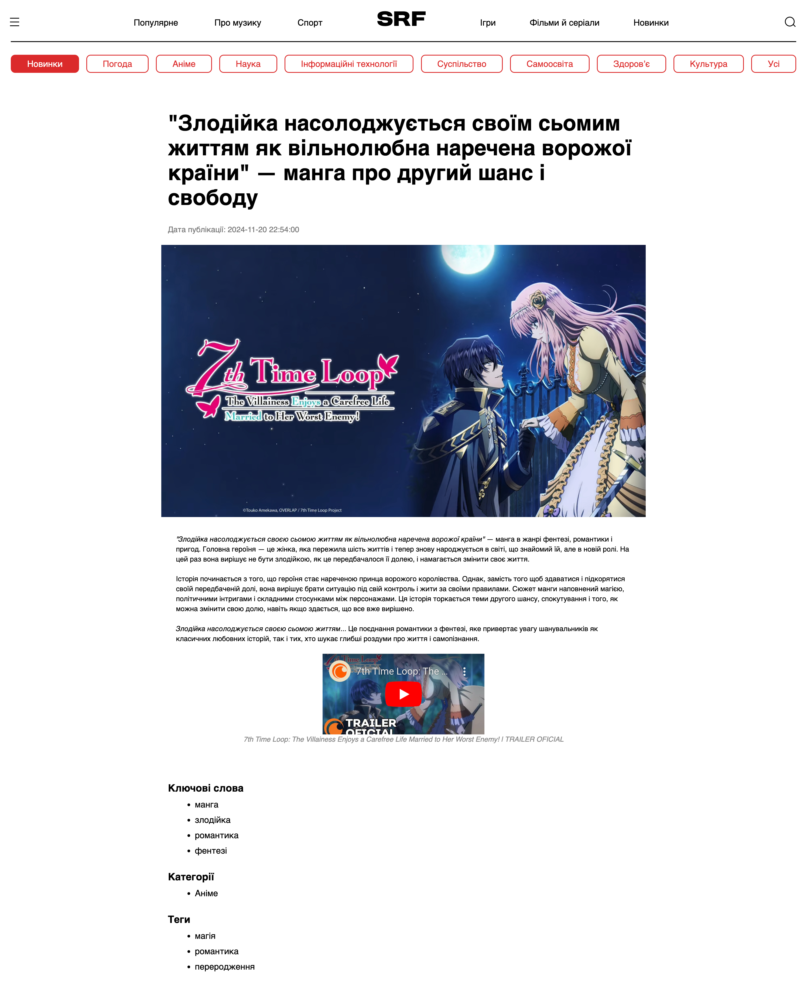 Популярне
Про музику
Спорт
SRF
Ігри
Фільми й серіали
Новинки
Новинки
Погода
Аніме
Наука
Інформаційні технологіїї
Суспільство
Самоосвіта
Здоров’є
Культура
Усі
"Злодійка насолоджується своїм сьомим
життям як вільнолюбна наречена ворожої
країни" — манга про другий шанс і
свободу
Дата публікації: 2024-11-20 22:54:00
7th Time Loop
The Villainess Enjoys a Carefree Life
Married to Her Worst Enemy!
©Touko Amekawa, OVERLAP / 7th Time Loop Project
"Злодійка насолоджується своєю сьомою життям як вільнолюбна наречена ворожої країни" — манга в жанрі фентезі, романтики і
пригод. Головна героїня — це жінка, яка пережила шість життів і тепер знову народжується в світі, що знайомий їй, але в новій ролі. На
цей раз вона вирішує не бути злодійкою, як це передбачалося її долею, і намагається змінити своє життя.
Історія починається з того, що героїня стає нареченою принца ворожого королівства. Однак, замість того щоб здаватися і підкорятися
своїй передбаченій долі, вона вирішує брати ситуацію під свій контроль і жити за своїми правилами. Сюжет манги наповнений магією,
політичними інтригами і складними стосунками між персонажами. Ця історія торкається теми другого шансу, спокутування і того, як
можна змінити свою долю, навіть якщо здається, що все вже вирішено.
Злодійка насолоджується своєю сьомою життям... Це поєднання романтики з фентезі, яке привертає увагу шанувальників як
класичних любовних історій, так і тих, хто шукає глибші роздуми про життя і самопізнання.
7th Time Loop: The ...
TRAILER
OFICIAL
7th Time Loop: The Villainess Enjoys a Carefree Life Married to Her Worst Enemy! | TRAILER OFICIAL
Ключові слова
• манга
• злодійка
• романтика
• фентезі
Категорії
• Аніме
Теги
• магія
• романтика
• переродження